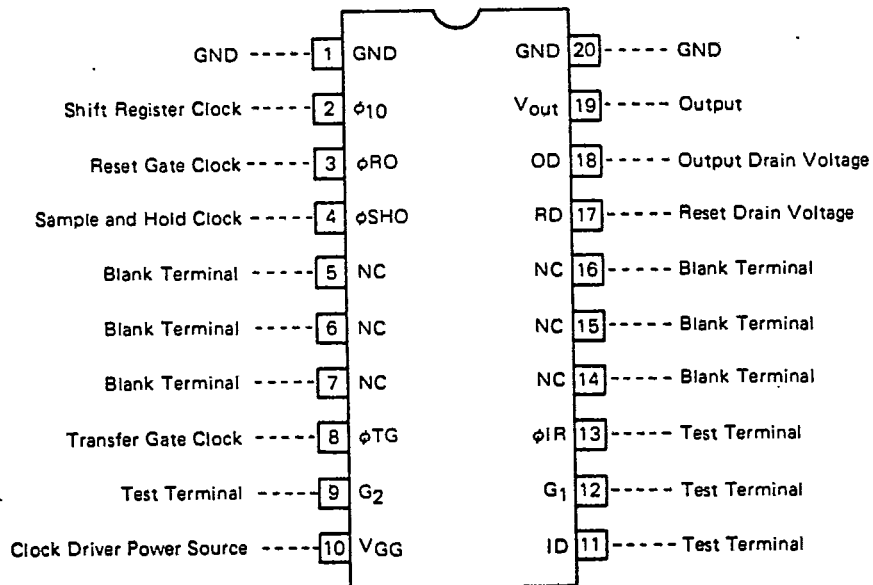 GND ----- 1 GND GND 20 ----- GND
Shift Register Clock ----- 2 ϕ10 Vout 19 ----- Output
Reset Gate Clock ----- 3 ϕRO OD 18 ----- Output Drain Voltage
Sample and Hold Clock ----- 4 ϕSHO RD 17 ----- Reset Drain Voltage
Blank Terminal ----- 5 NC NC 16 ----- Blank Terminal
Blank Terminal ----- 6 NC NC 15 ----- Blank Terminal
Blank Terminal ----- 7 NC NC 14 ----- Blank Terminal
Transfer Gate Clock ----- 8 ϕTG ϕIR 13 ----- Test Terminal
Test Terminal ----- 9 G2 G1 12 ----- Test Terminal
Clock Driver Power Source ----- 10 VGG ID 11 ----- Test Terminal